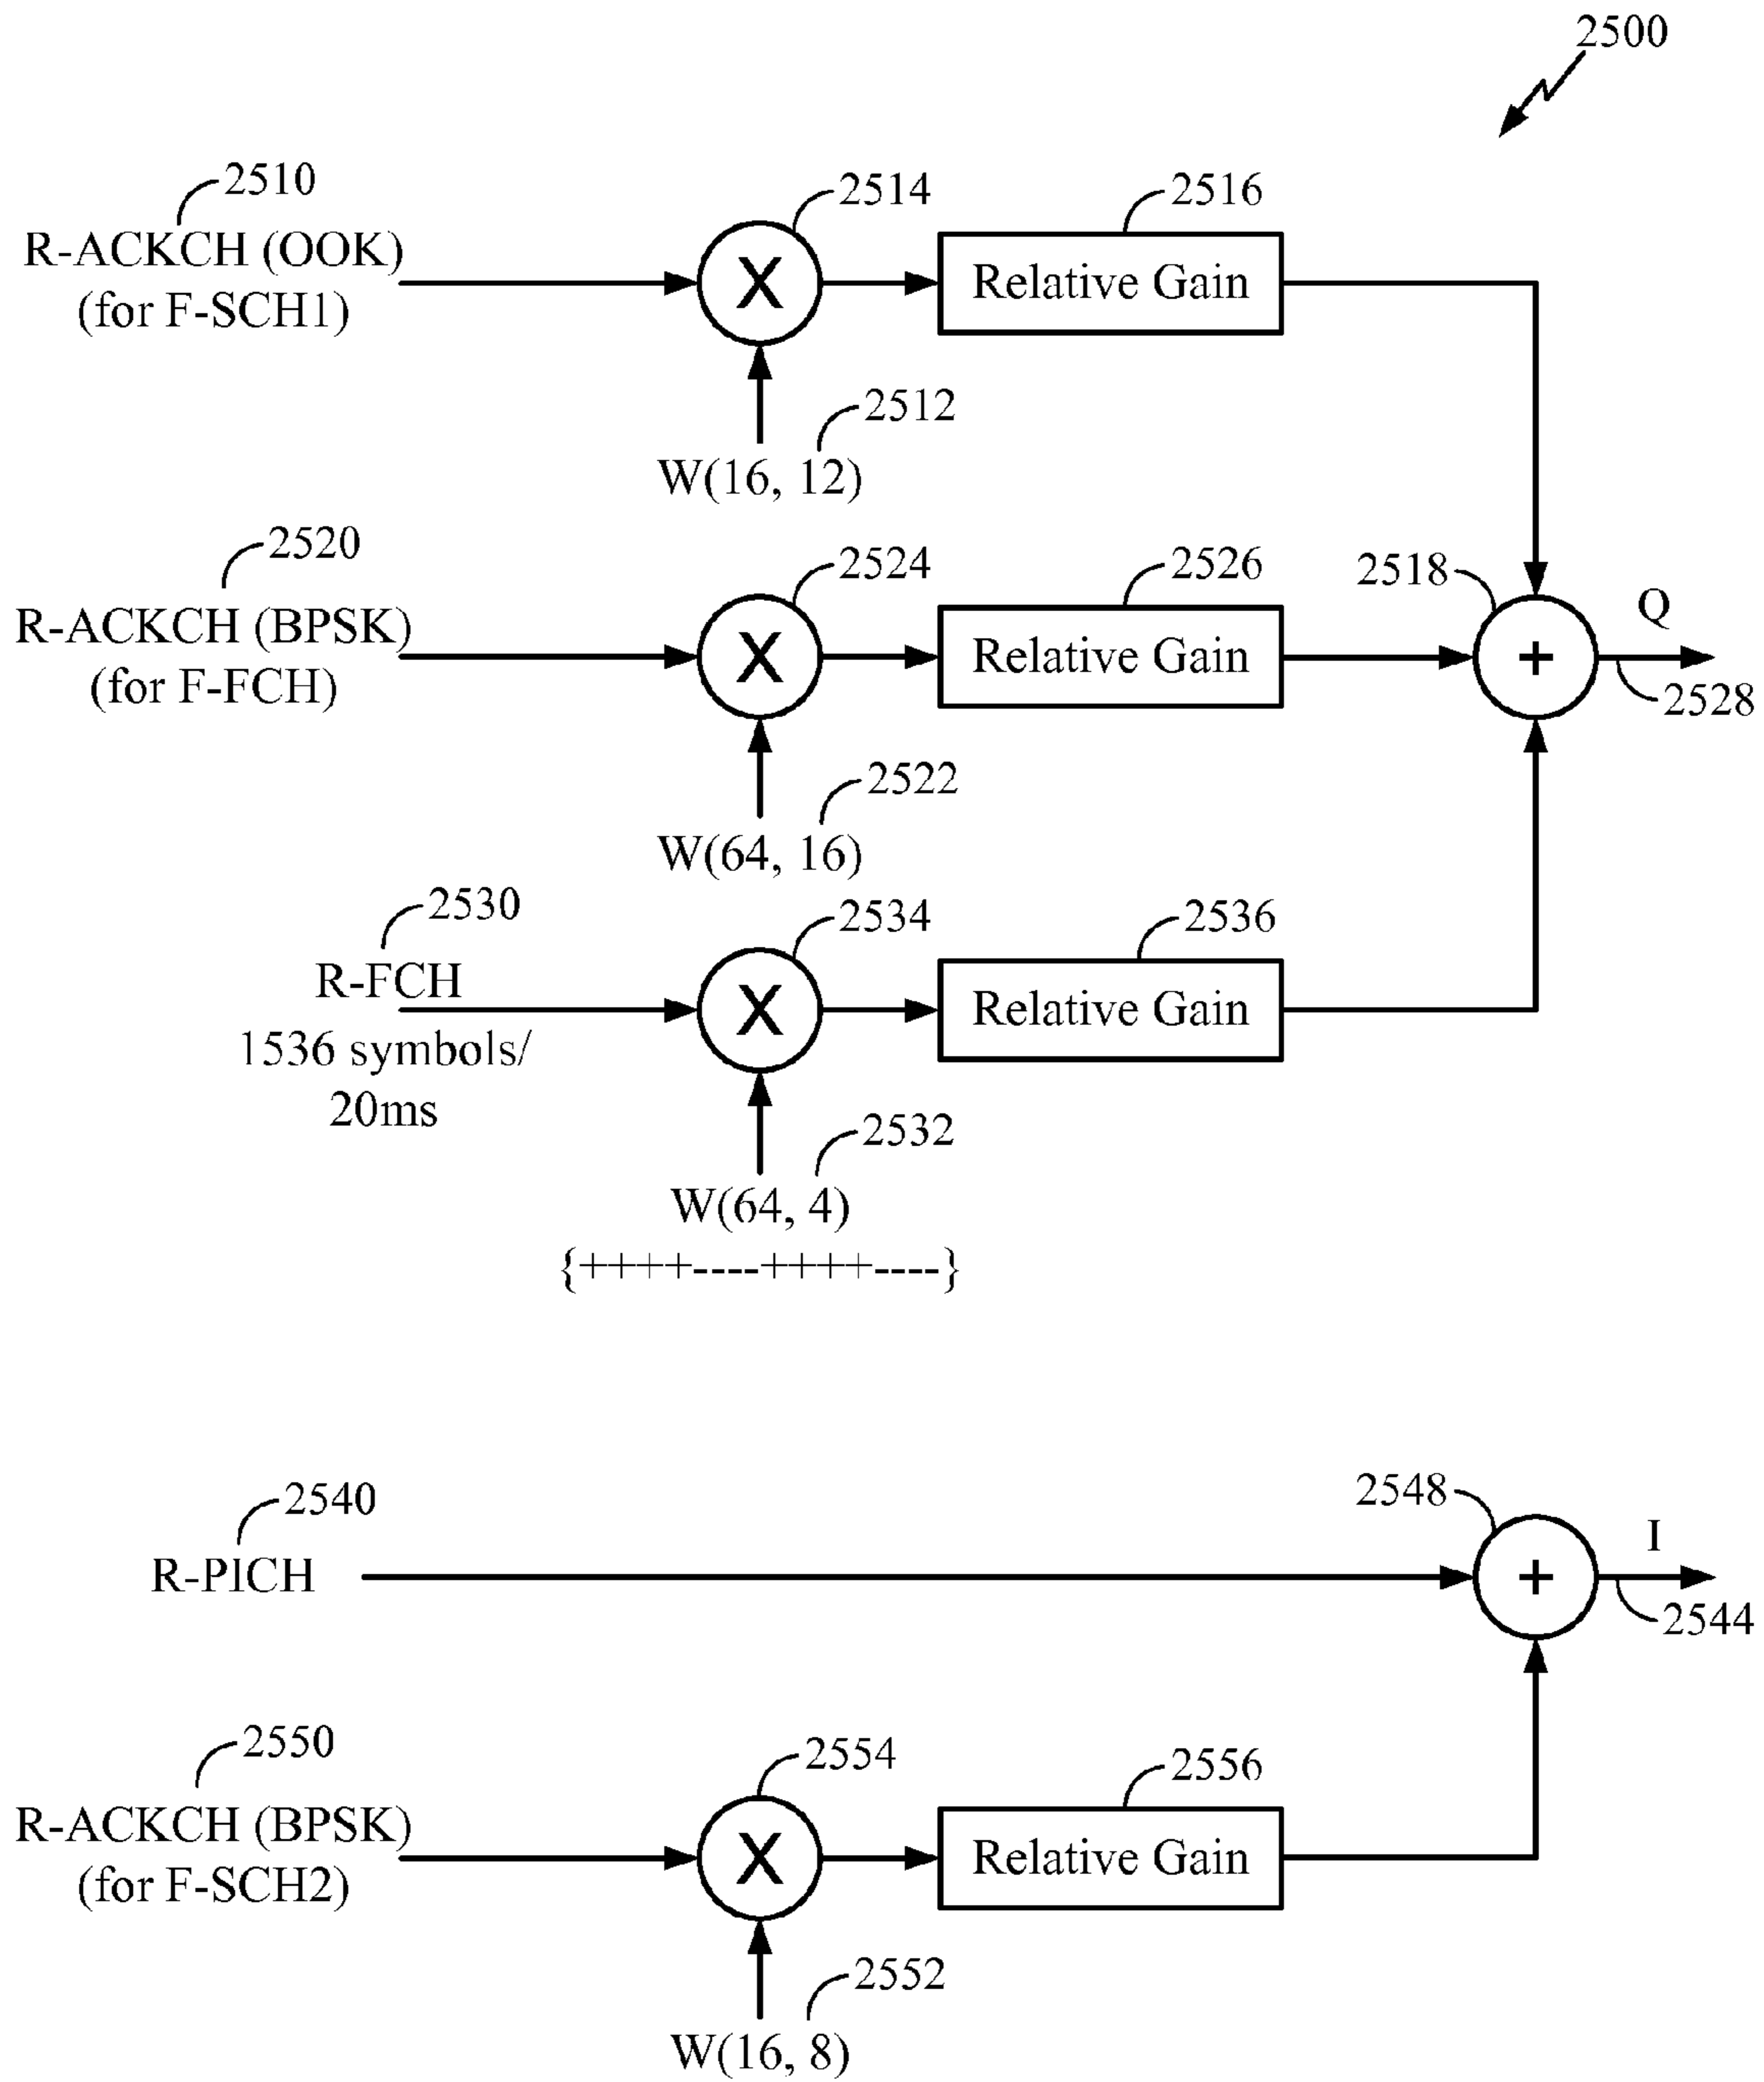 2500
2510
R-ACKCH (OOK)
(for F-SCH1)
2514
X
2516
Relative Gain
2512
W(16, 12)
2520
R-ACKCH (BPSK)
(for F-FCH)
2524
X
2526
Relative Gain
2518
+
Q
2528
2522
W(64, 16)
2530
R-FCH
1536 symbols/
20ms
2534
X
2536
Relative Gain
2532
W(64, 4)
{++++----++++----}
2540
R-PICH
2548
+
I
2544
2550
R-ACKCH (BPSK)
(for F-SCH2)
2554
X
2556
Relative Gain
2552
W(16, 8)